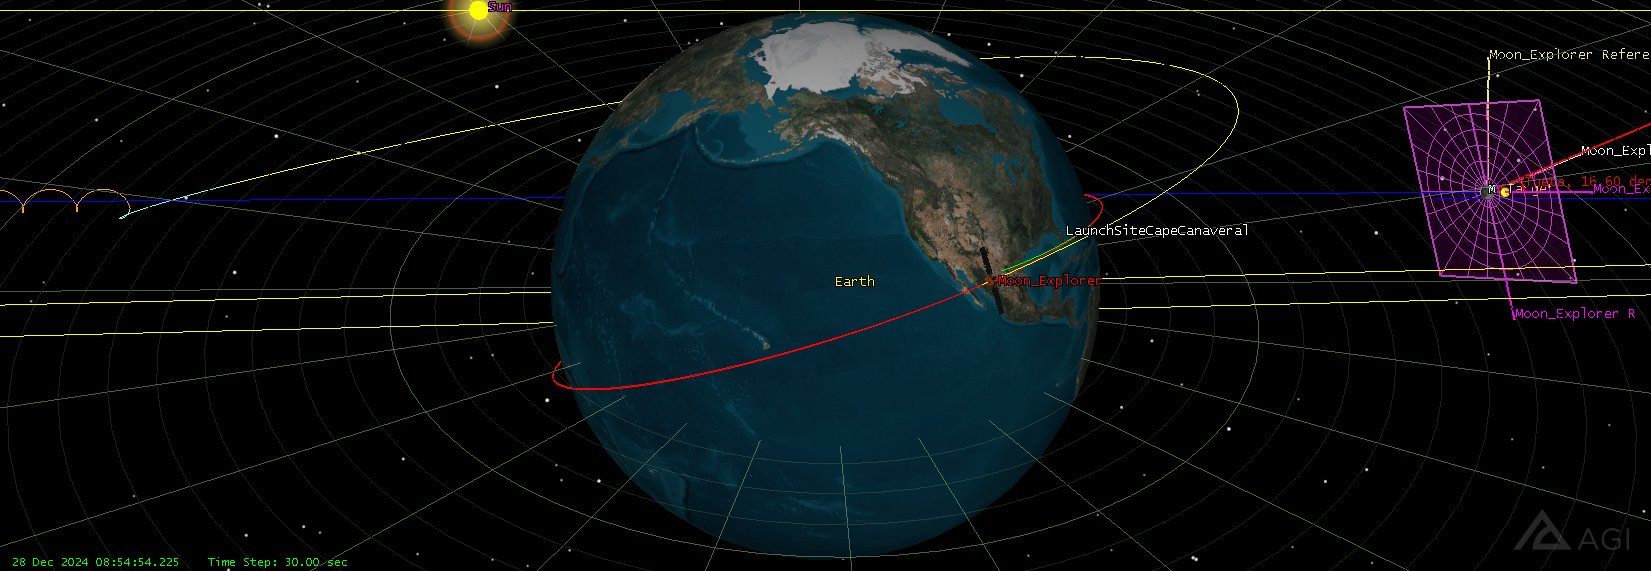 Sun
Moon_Explorer Refere
Moon_Expl
16.60 deg
M
Target
Moon_Ex
LaunchSiteCapeCanaveral
Earth
Moon_Explorer
Moon_Explorer R
AGI
28 Dec 2024 08:54:54.225 Time Step: 30.00 sec